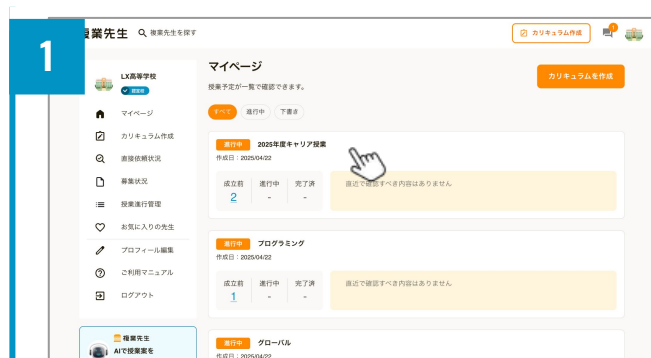 1
複業先生
複業先生を探す
カリキュラム作成
LX高等学校
マイページ
カリキュラム作成
直接依頼状況
募集状況
授業進行管理
お気に入りの先生
プロフィール編集
ご利用マニュアル
ログアウト
複業先生
AIで授業案を
マイページ
授業予定が一覧で確認できます。
カリキュラムを作成
すべて 進行中 下書き
進行中 2025年度キャリア授業
作成日:2025/04/22
成立前 進行中 完了済
2 - -
直近で確認すべき内容はありません
進行中 プログラミング
作成日:2025/04/22
成立前 進行中 完了済
1 - -
直近で確認すべき内容はありません
進行中 グローバル
作成日:2025/04/22